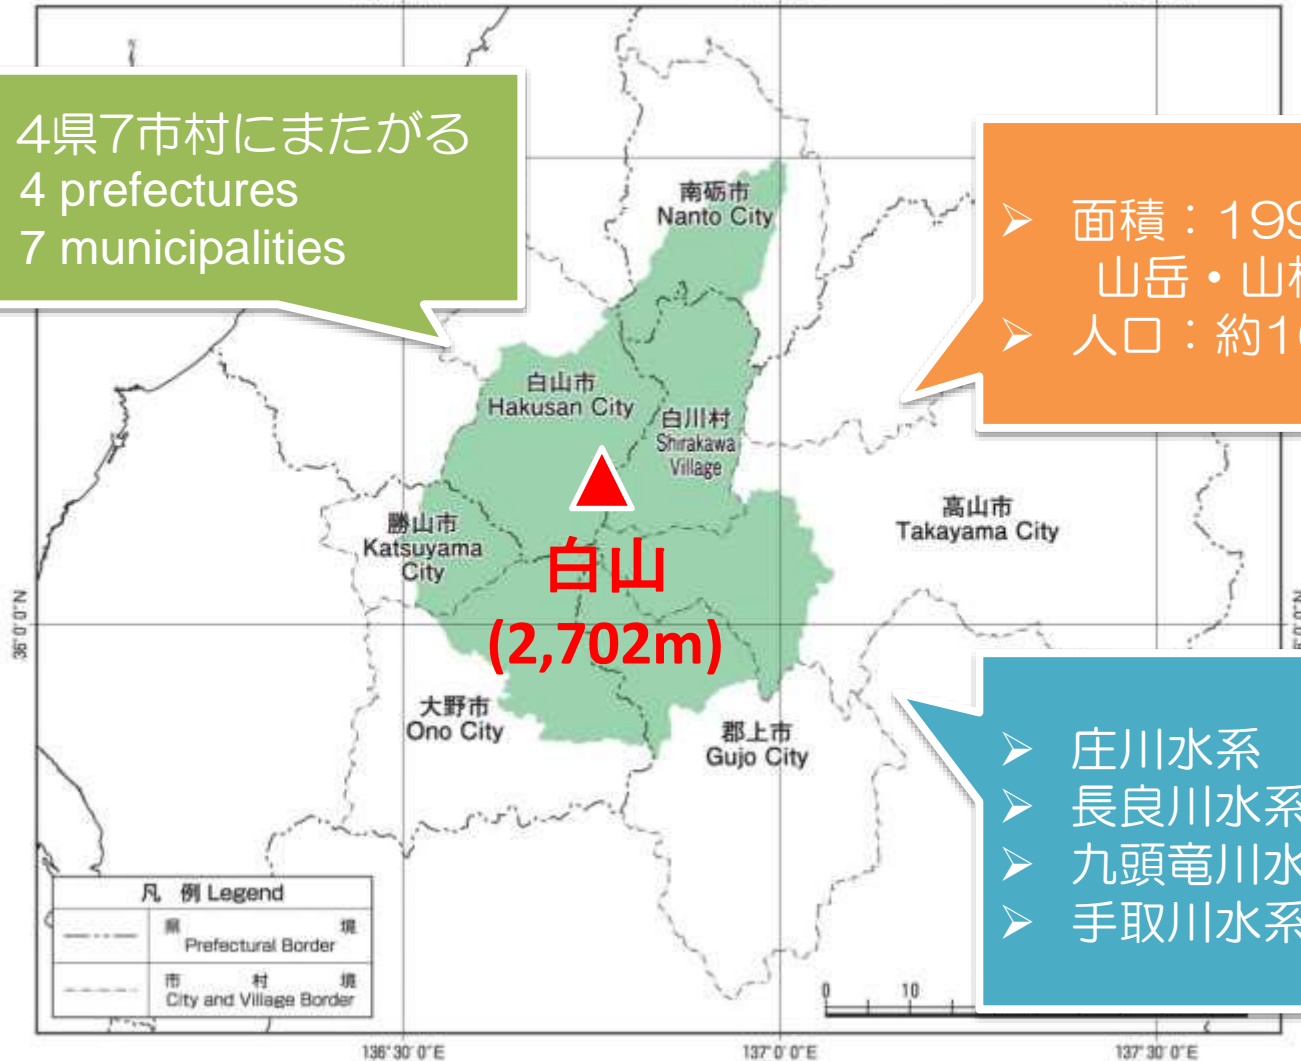 4県7市村にまたがる
4 prefectures
7 municipalities
南砺市
Nanto City
➢ 面積：199
山岳・山
➢ 人口：約1
白山市
Hakusan City
白川村
Shirakawa
Village
高山市
Takayama City
勝山市
Katsuyama
City
白山
(2,702m)
大野市
Ono City
郡上市
Gujo City
➢ 庄川水系
➢ 長良川水系
➢ 九頭竜川水
➢ 手取川水系
凡 例 Legend
県 境
Prefectural Border
市 村 境
City and Village Border
0 10
36°0'0"N
136°30'0"E
137°0'0"E
137°30'0"E